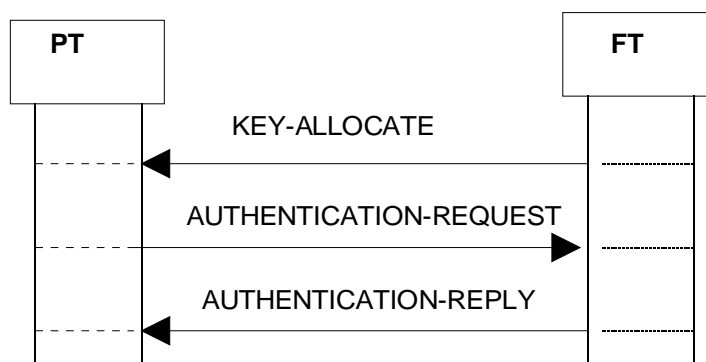 PT
FT
KEY-ALLOCATE
AUTHENTICATION-REQUEST
AUTHENTICATION-REPLY